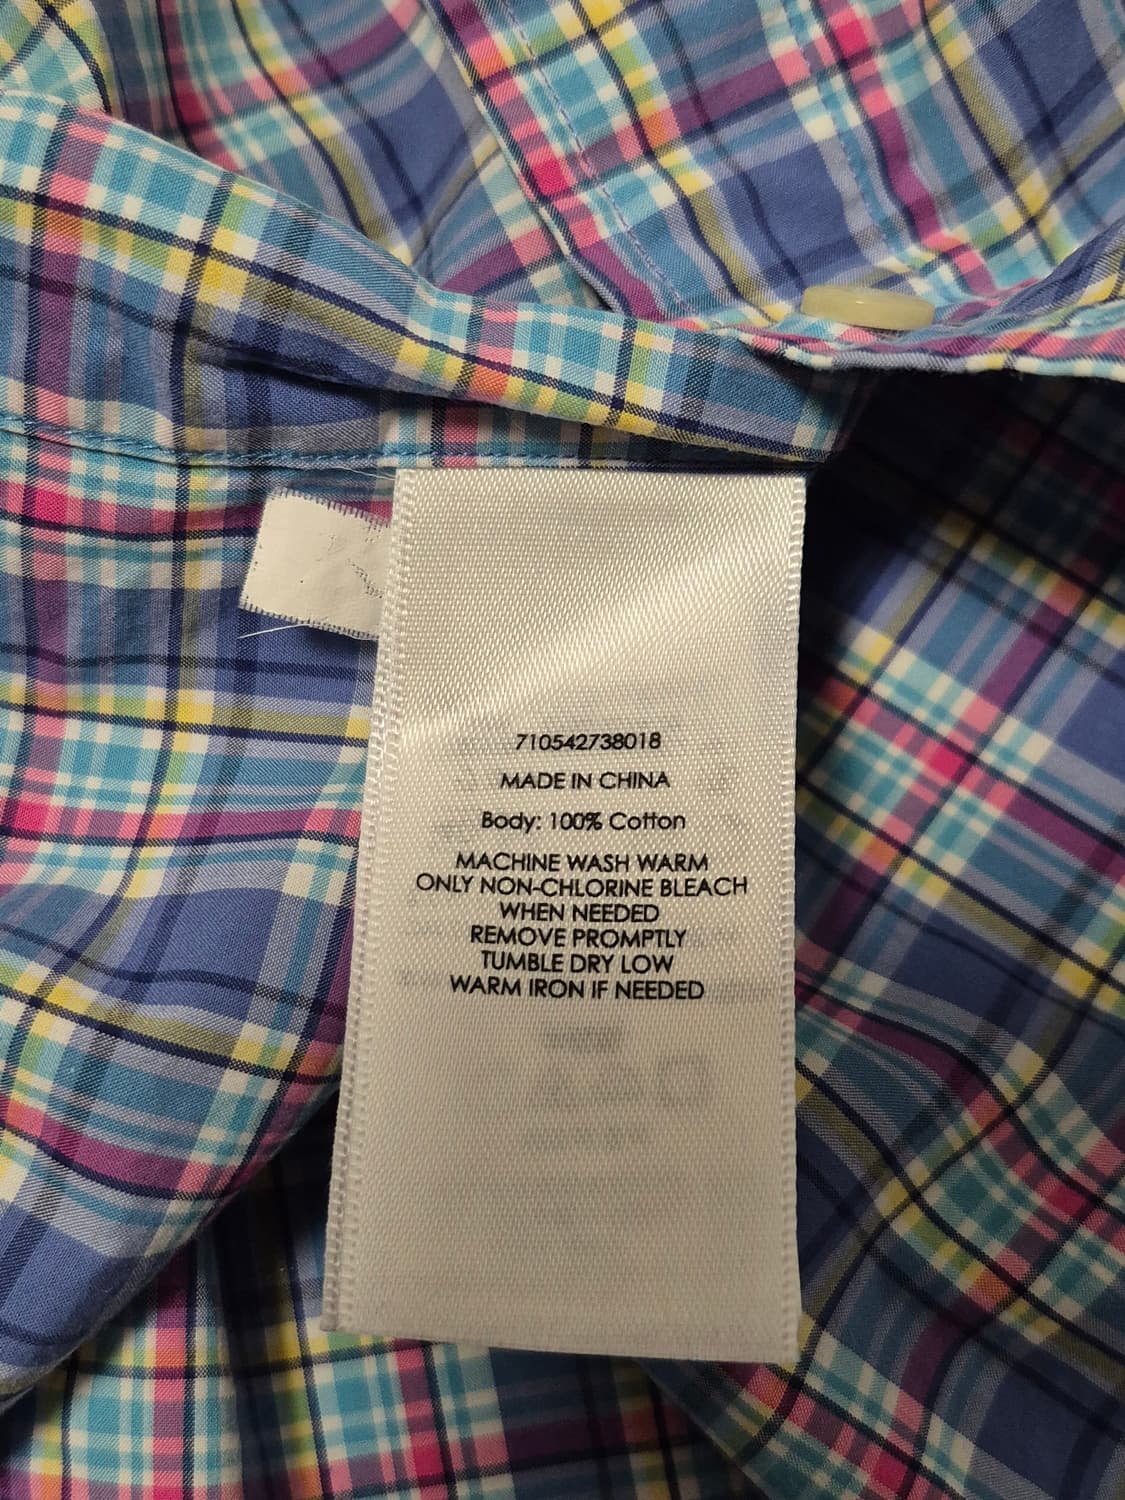 710542738018
MADE IN CHINA
Body: 100% Cotton
MACHINE WASH WARM
ONLY NON-CHLORINE BLEACH
WHEN NEEDED
REMOVE PROMPTLY
TUMBLE DRY LOW
WARM IRON IF NEEDED